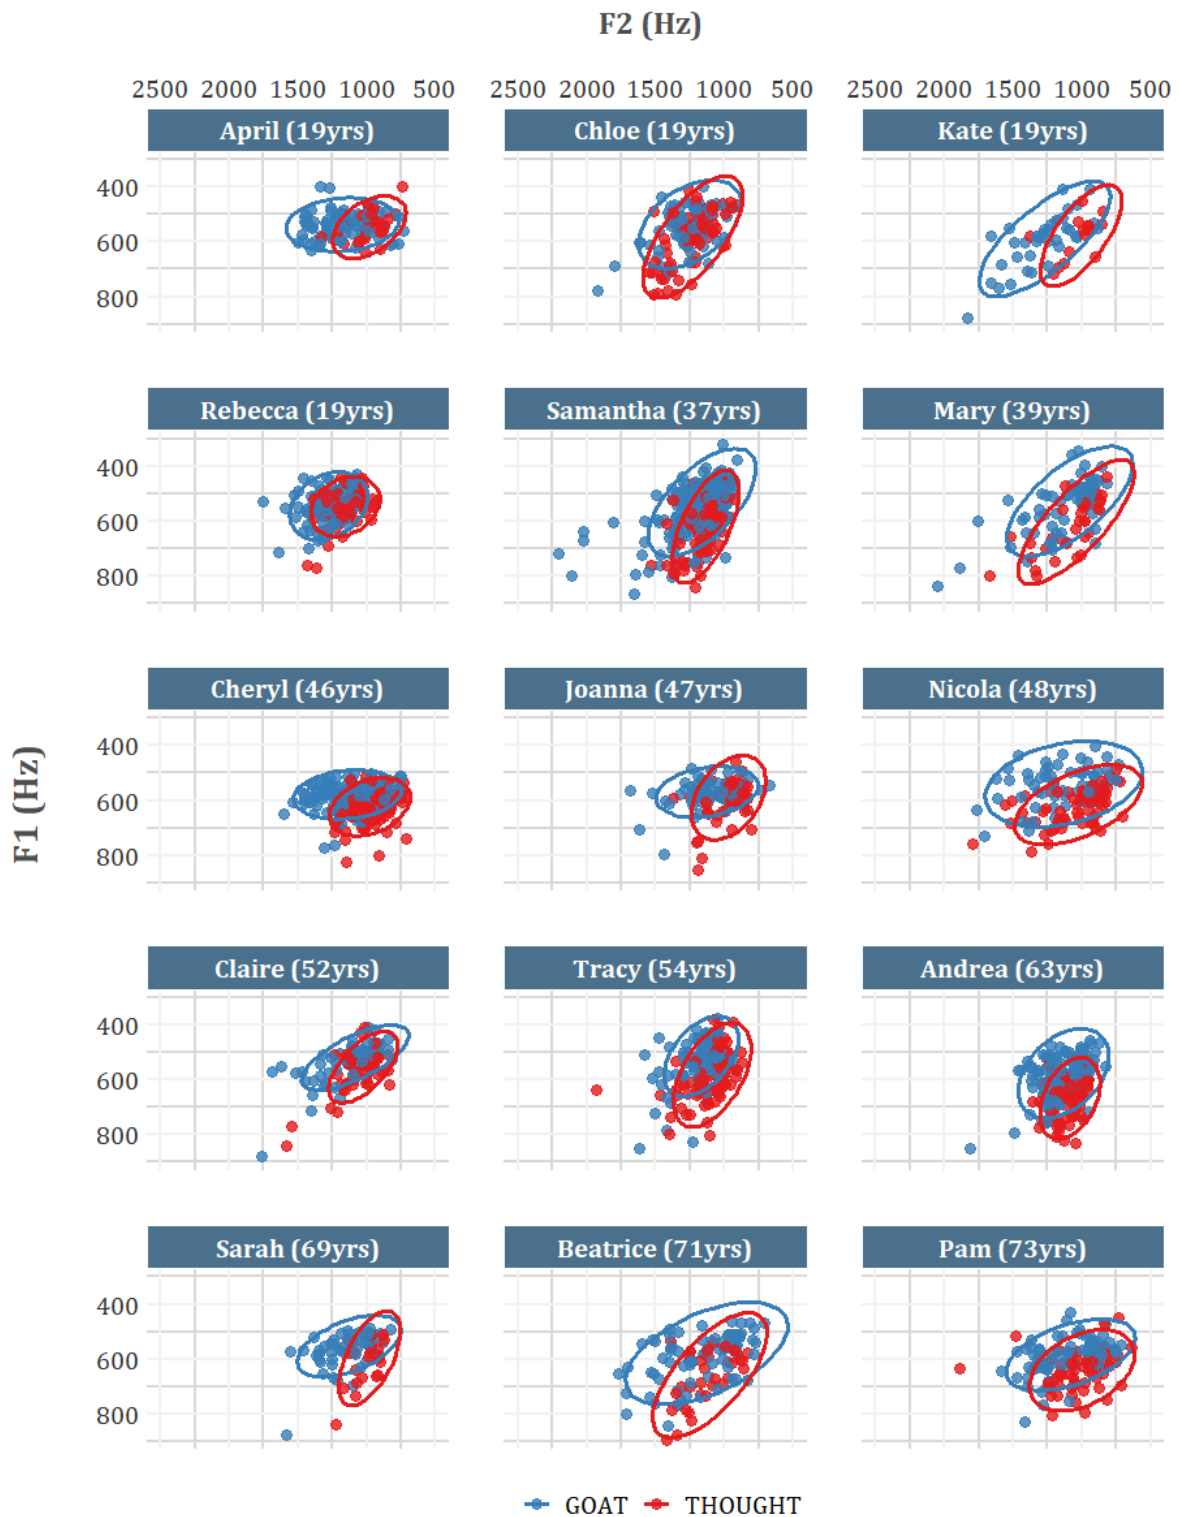 F2 (Hz)
2500 2000 1500 1000 500 2500 2000 1500 1000 500 2500 2000 1500 1000 500
April (19yrs) Chloe (19yrs) Kate (19yrs)
400
600
800
Rebecca (19yrs) Samantha (37yrs) Mary (39yrs)
400
600
800
Cheryl (46yrs) Joanna (47yrs) Nicola (48yrs)
400
600
800
F1 (Hz)
Claire (52yrs) Tracy (54yrs) Andrea (63yrs)
400
600
800
Sarah (69yrs) Beatrice (71yrs) Pam (73yrs)
400
600
800
GOAT THOUGHT